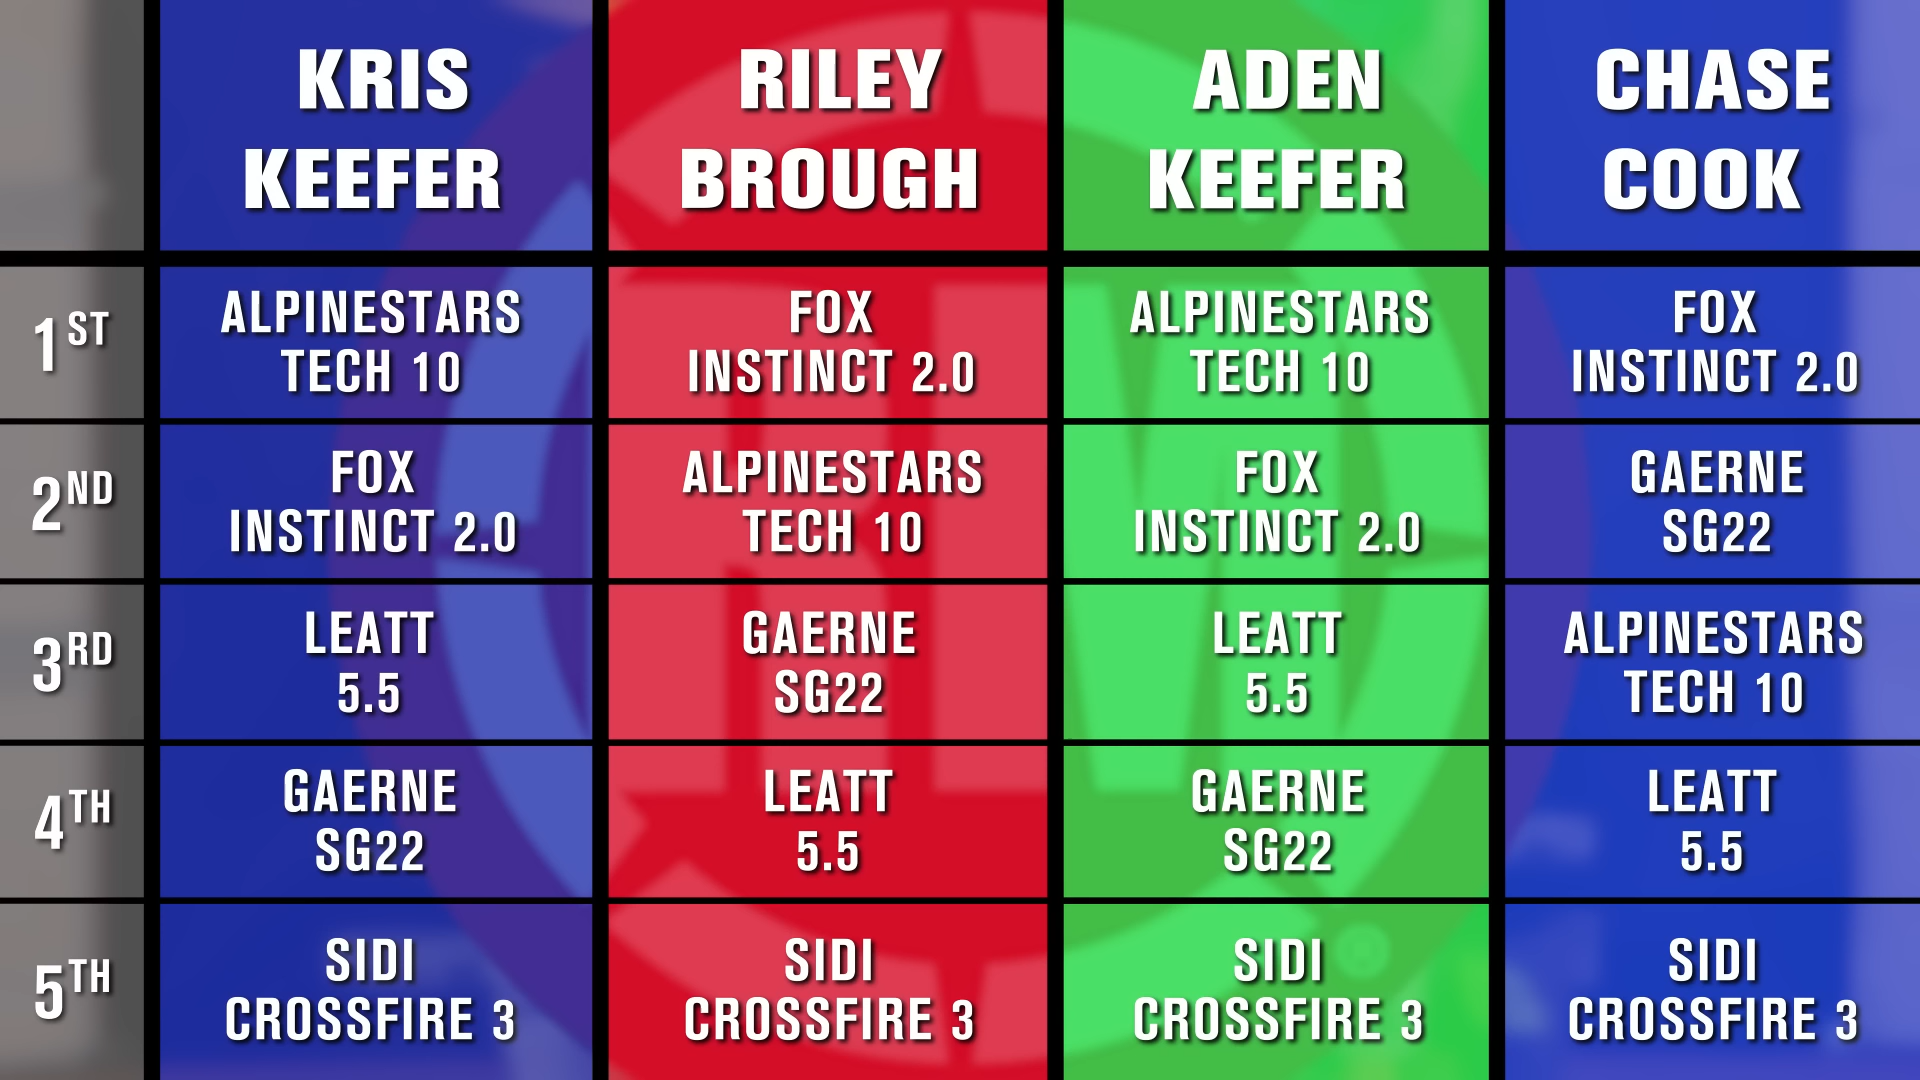 KRIS KEEFER
RILEY BROUGH
ADEN KEEFER
CHASE COOK
1ST
ALPINESTARS TECH 10
FOX INSTINCT 2.0
ALPINESTARS TECH 10
FOX INSTINCT 2.0
2ND
FOX INSTINCT 2.0
ALPINESTARS TECH 10
FOX INSTINCT 2.0
GAERNE SG22
3RD
LEATT 5.5
GAERNE SG22
LEATT 5.5
ALPINESTARS TECH 10
4TH
GAERNE SG22
LEATT 5.5
GAERNE SG22
LEATT 5.5
5TH
SIDI CROSSFIRE 3
SIDI CROSSFIRE 3
SIDI CROSSFIRE 3
SIDI CROSSFIRE 3